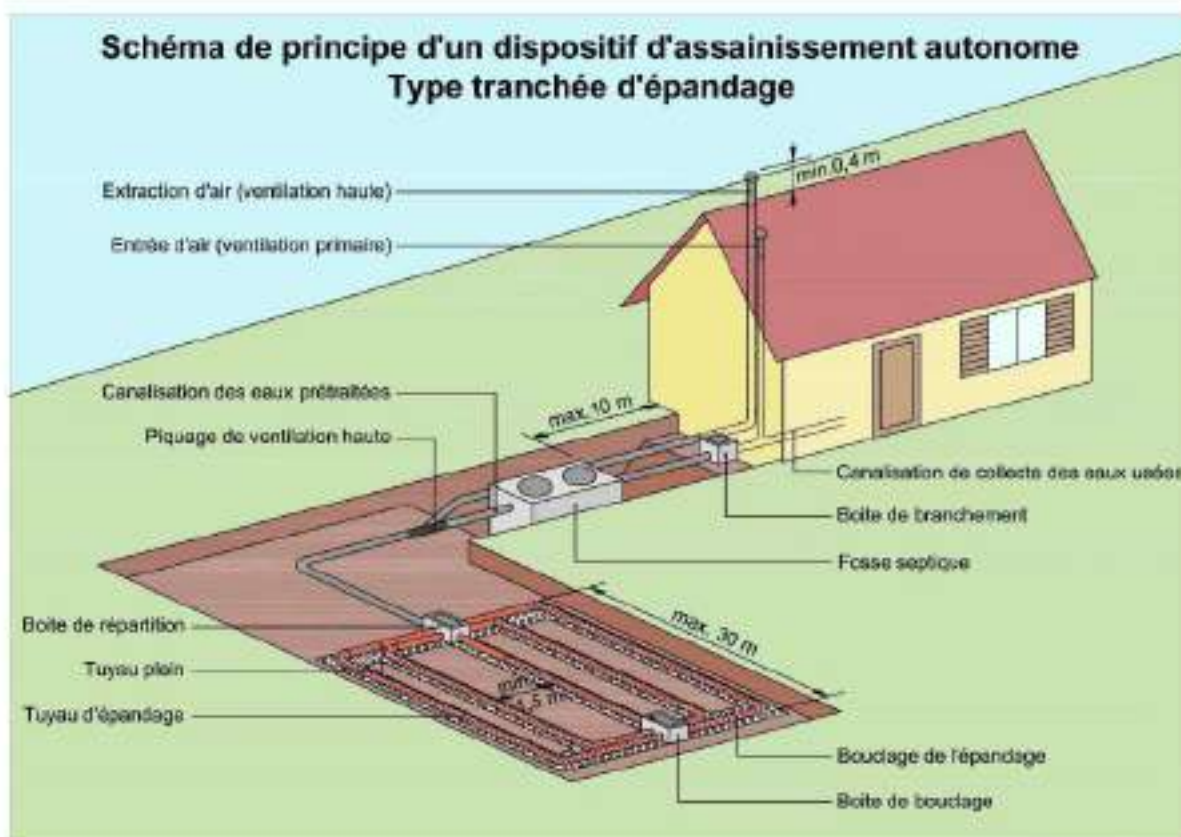 Schéma de principe d'un dispositif d'assainissement autonome
Type tranchée d'épandage
min.0,4 m
Extraction d'air (ventilation haute)
Entrée d'air (ventilation primaire)
Canalisation des eaux prétraitées
max.10 m
Piquage de ventilation haute
Canalisation de collecte des eaux usées
Boite de branchement
Fosse septique
Boite de répartition
max. 30 m
Tuyau plein
min.
1,5 m
Tuyau d'épandage
Bouclage de l'épandage
Boite de bouclage